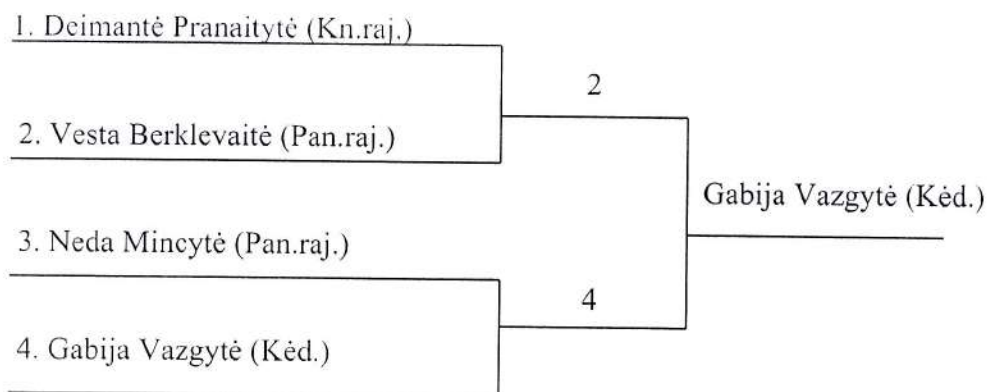 1. Deimantė Pranaitytė (Kn.raj.)
2
2. Vesta Berklevaitė (Pan.raj.)
Gabija Vazgytė (Kėd.)
3. Neda Mincytė (Pan.raj.)
4
4. Gabija Vazgytė (Kėd.)